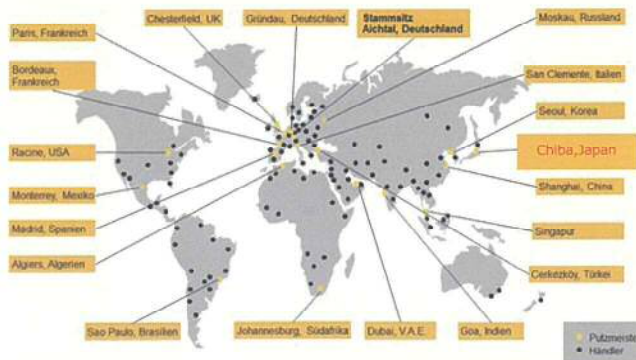 Chesterfield, UK
Gründau, Deutschland
Stammsitz
Aichtal, Deutschland
Moskau, Russland
Paris, Frankreich
Bordeaux,
Frankreich
San Clemente, Italien
Seoul, Korea
Racine, USA
Chiba,Japan
Monterrey, Mexiko
Shanghai, China
Madrid, Spanien
Singapur
Algiers, Algerien
Cerkezköy, Türkei
Sao Paulo, Brasilien
Johannesburg, Südafrika
Dubai, V.A.E.
Goa, Indien
Putzmeiste
Händler